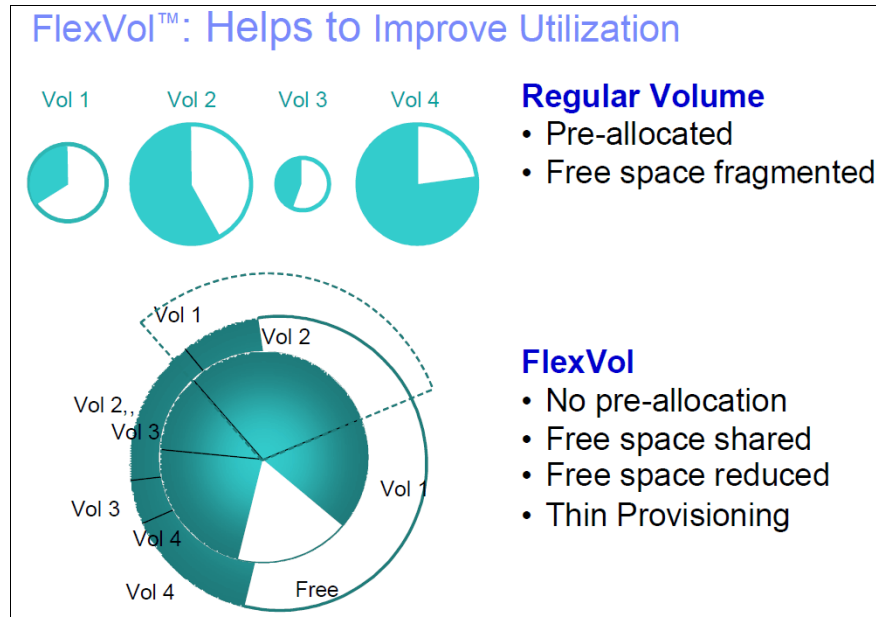 FlexVol™: Helps to Improve Utilization
Vol 1
Vol 2
Vol 3
Vol 4
Regular Volume
• Pre-allocated
• Free space fragmented
Vol 1
Vol 2
Vol 2,,
Vol 3
Vol 1
Vol 3
Vol 4
Vol 4
Free
FlexVol
• No pre-allocation
• Free space shared
• Free space reduced
• Thin Provisioning